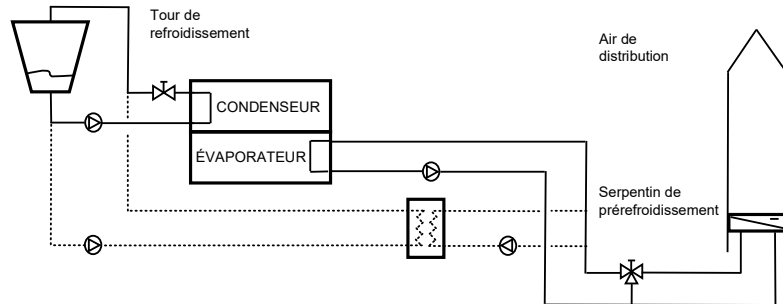 Tour de
refroidissement
Air de
distribution
CONDENSEUR
ÉVAPORATEUR
Serpentin de
prérefroidissement